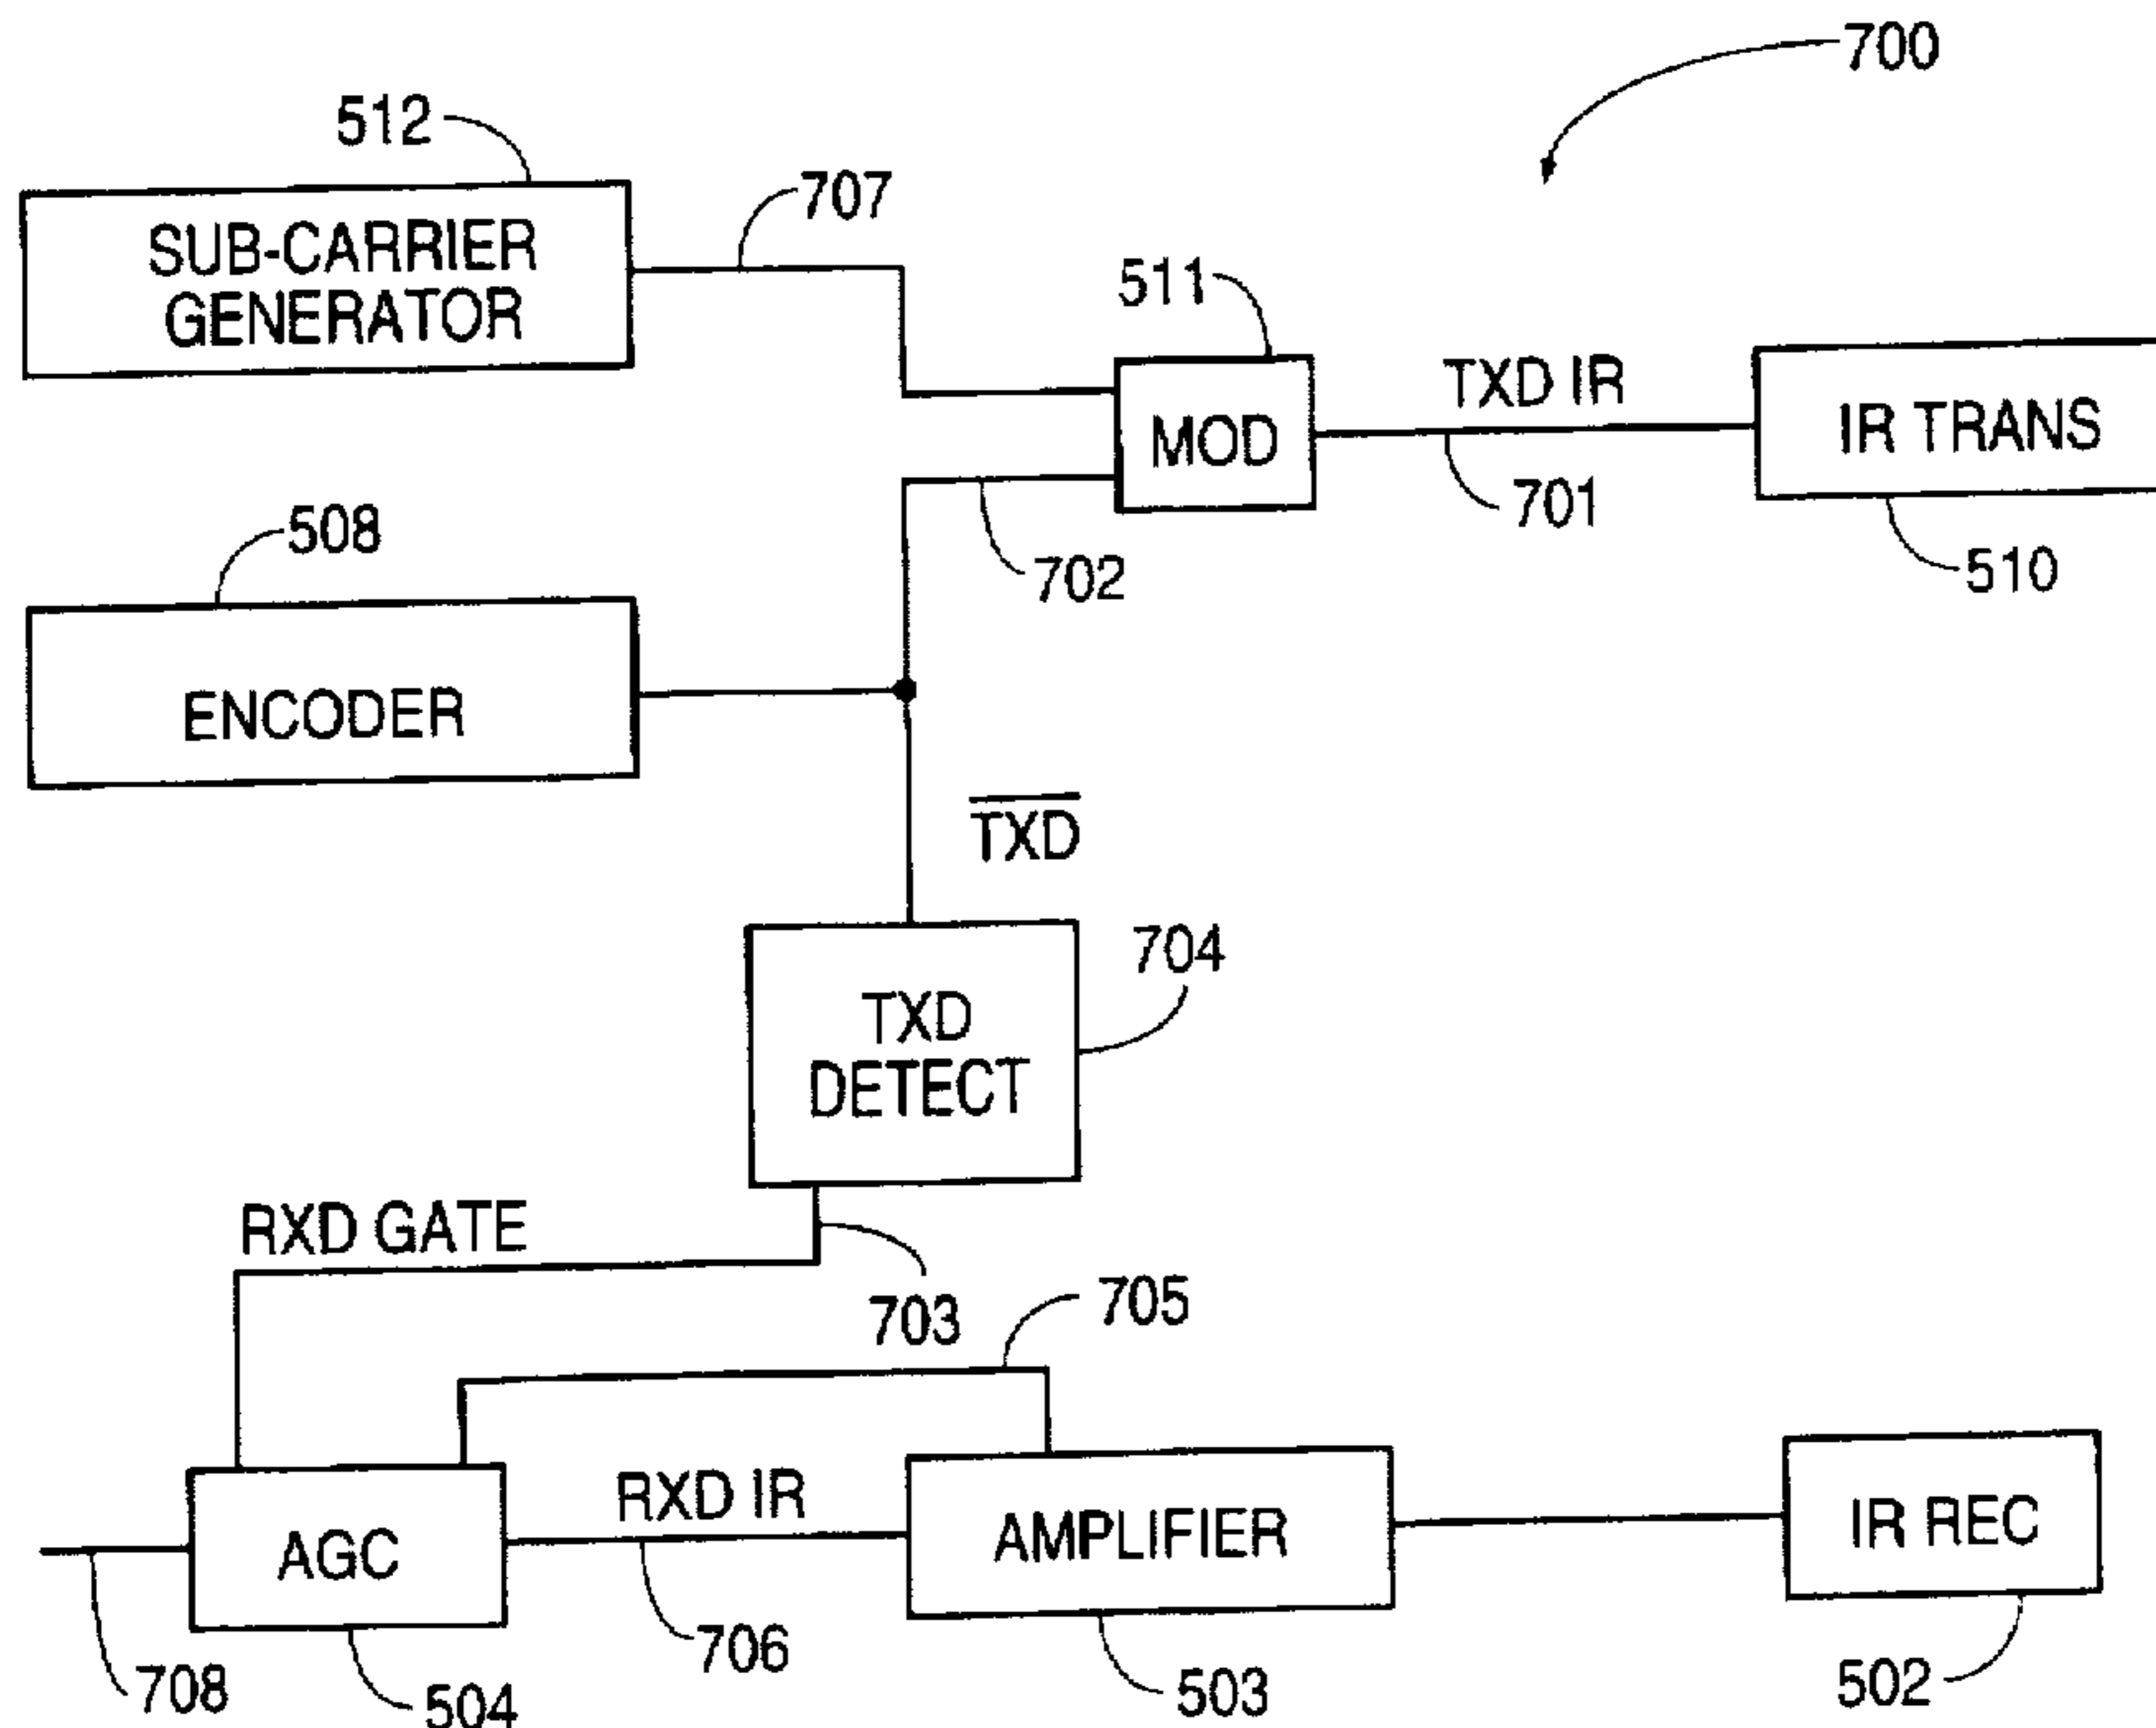 700
512
707
SUB-CARRIER
GENERATOR
511
TXD IR
MOD
IR TRANS
701
508
702
510
ENCODER
T̅X̅D̅
704
TXD
DETECT
RXD GATE
703
705
RXD IR
AGC
AMPLIFIER
IR REC
706
708
504
503
502